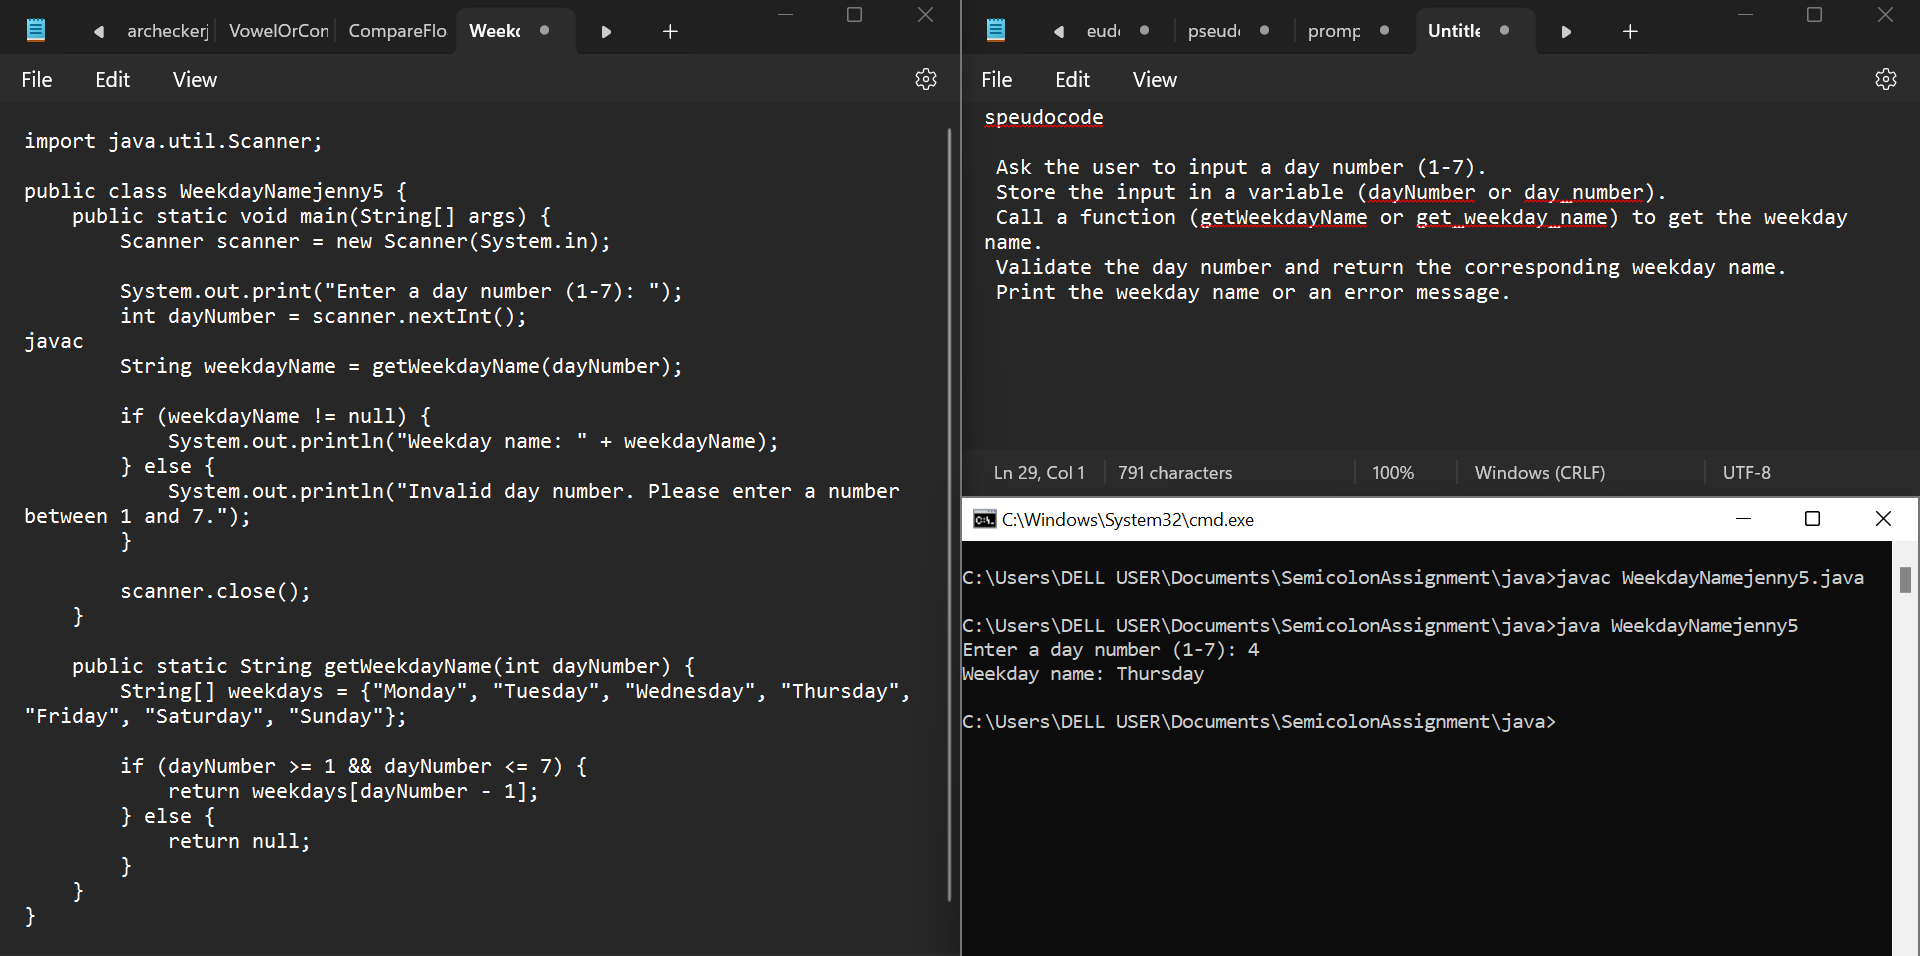 archeckerj VowelOrCon CompareFlo Weekd
File Edit View
import java.util.Scanner;
public class WeekdayNamejenny5 {
public static void main(String[] args) {
Scanner scanner = new Scanner(System.in);
System.out.print("Enter a day number (1-7): ");
int dayNumber = scanner.nextInt();
javac
String weekdayName = getWeekdayName(dayNumber);
if (weekdayName != null) {
System.out.println("Weekday name: " + weekdayName);
} else {
System.out.println("Invalid day number. Please enter a number
between 1 and 7.");
}
scanner.close();
}
public static String getWeekdayName(int dayNumber) {
String[] weekdays = {"Monday", "Tuesday", "Wednesday", "Thursday",
"Friday", "Saturday", "Sunday"};
if (dayNumber >= 1 && dayNumber <= 7) {
return weekdays[dayNumber - 1];
} else {
return null;
}
}
}
eud pseud promp Untitle
File Edit View
speudocode
Ask the user to input a day number (1-7).
Store the input in a variable (dayNumber or day_number).
Call a function (getWeekdayName or get_weekday_name) to get the weekday
name.
Validate the day number and return the corresponding weekday name.
Print the weekday name or an error message.
Ln 29, Col 1 791 characters 100% Windows (CRLF) UTF-8
C:\Windows\System32\cmd.exe
C:\Users\DELL USER\Documents\SemicolonAssignment\java>javac WeekdayNamejenny5.java
C:\Users\DELL USER\Documents\SemicolonAssignment\java>java WeekdayNamejenny5
Enter a day number (1-7): 4
Weekday name: Thursday
C:\Users\DELL USER\Documents\SemicolonAssignment\java>